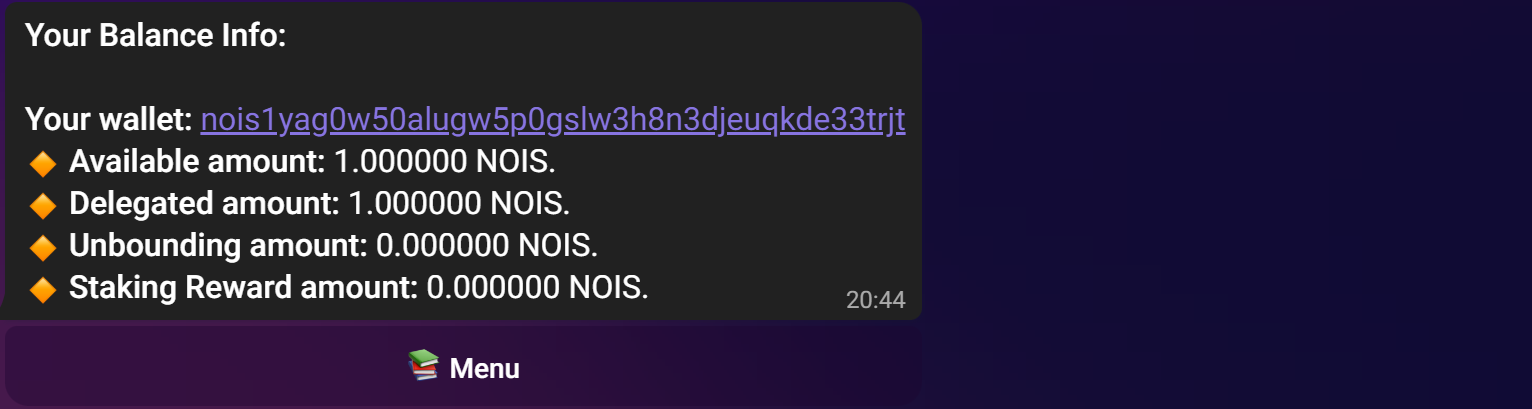 Your Balance Info:
Your wallet: nois1yag0w50alugw5p0gslw3h8n3djeuqkde33trjt
🔸 Available amount: 1.000000 NOIS.
🔸 Delegated amount: 1.000000 NOIS.
🔸 Unbounding amount: 0.000000 NOIS.
🔸 Staking Reward amount: 0.000000 NOIS.
20:44
📚 Menu